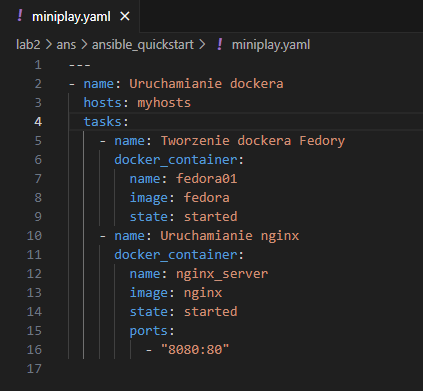 ! miniplay.yaml X
lab2 > ans > ansible_quickstart > ! miniplay.yaml
1 ---
2 - name: Uruchamianie dockera
3   hosts: myhosts
4   tasks:
5     - name: Tworzenie dockera Fedory
6       docker_container:
7         name: fedora01
8         image: fedora
9         state: started
10     - name: Uruchamianie nginx
11       docker_container:
12         name: nginx_server
13         image: nginx
14         state: started
15         ports:
16           - "8080:80"
17